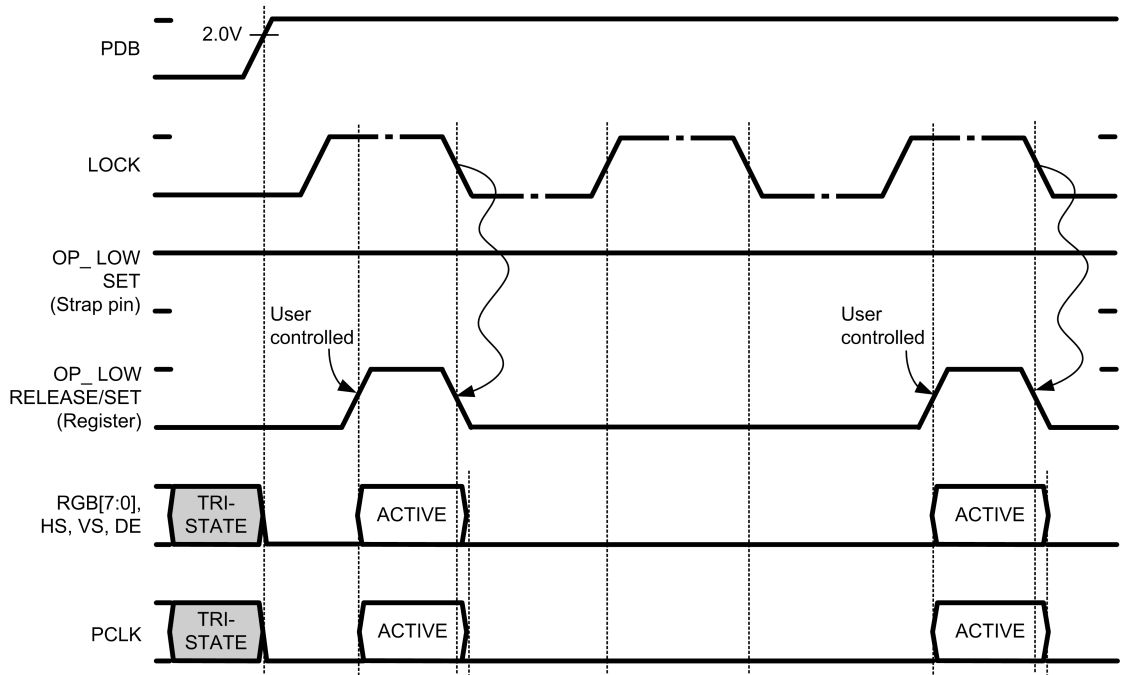 2.0V
PDB
LOCK
OP_ LOW
SET
(Strap pin)
User
controlled
User
controlled
OP_ LOW
RELEASE/SET
(Register)
RGB[7:0],
HS, VS, DE
TRI-
STATE
ACTIVE
ACTIVE
PCLK
TRI-
STATE
ACTIVE
ACTIVE